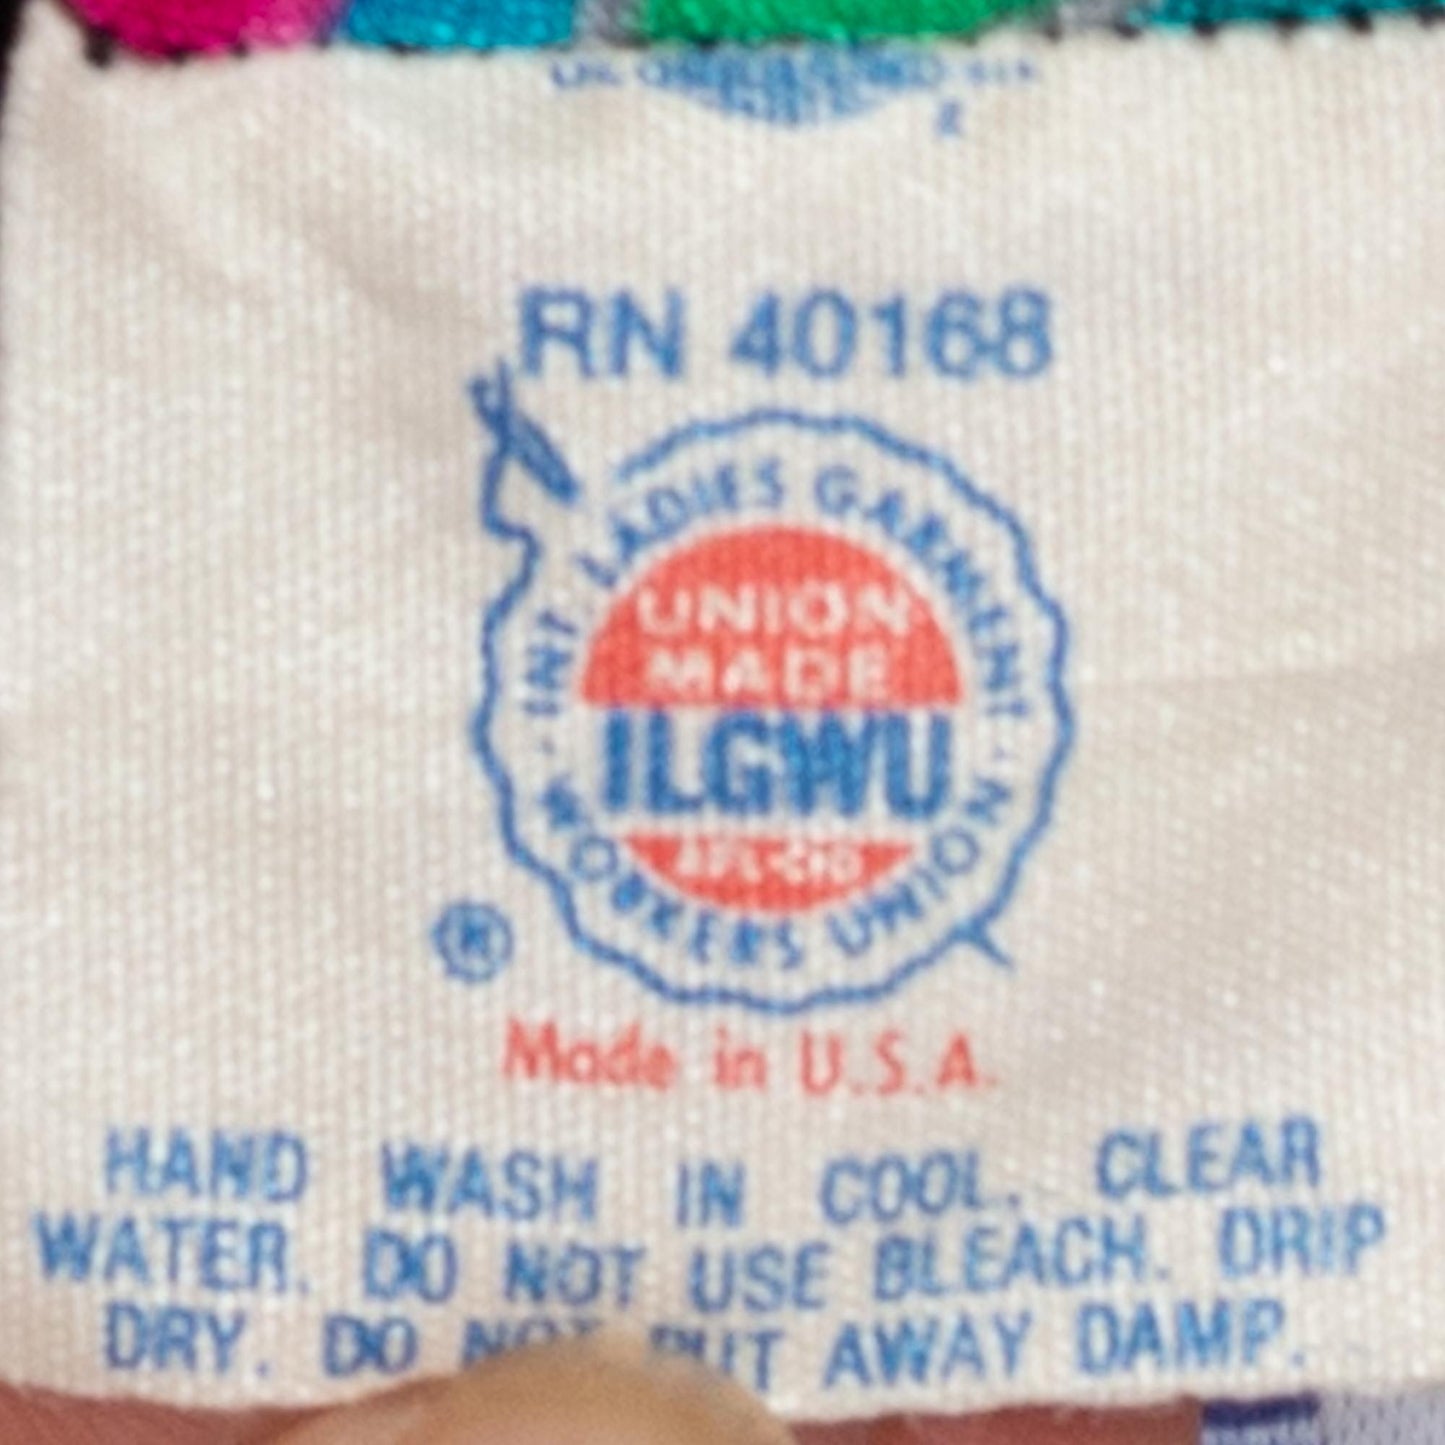 RN 40168
INT. LADIES GARMENT
UNION
MADE
ILGWU
AFL-CIO
WORKERS UNION
®
Made in U.S.A.
HAND WASH IN COOL. CLEAR
WATER. DO NOT USE BLEACH. DRIP
DRY. DO NOT PUT AWAY DAMP.